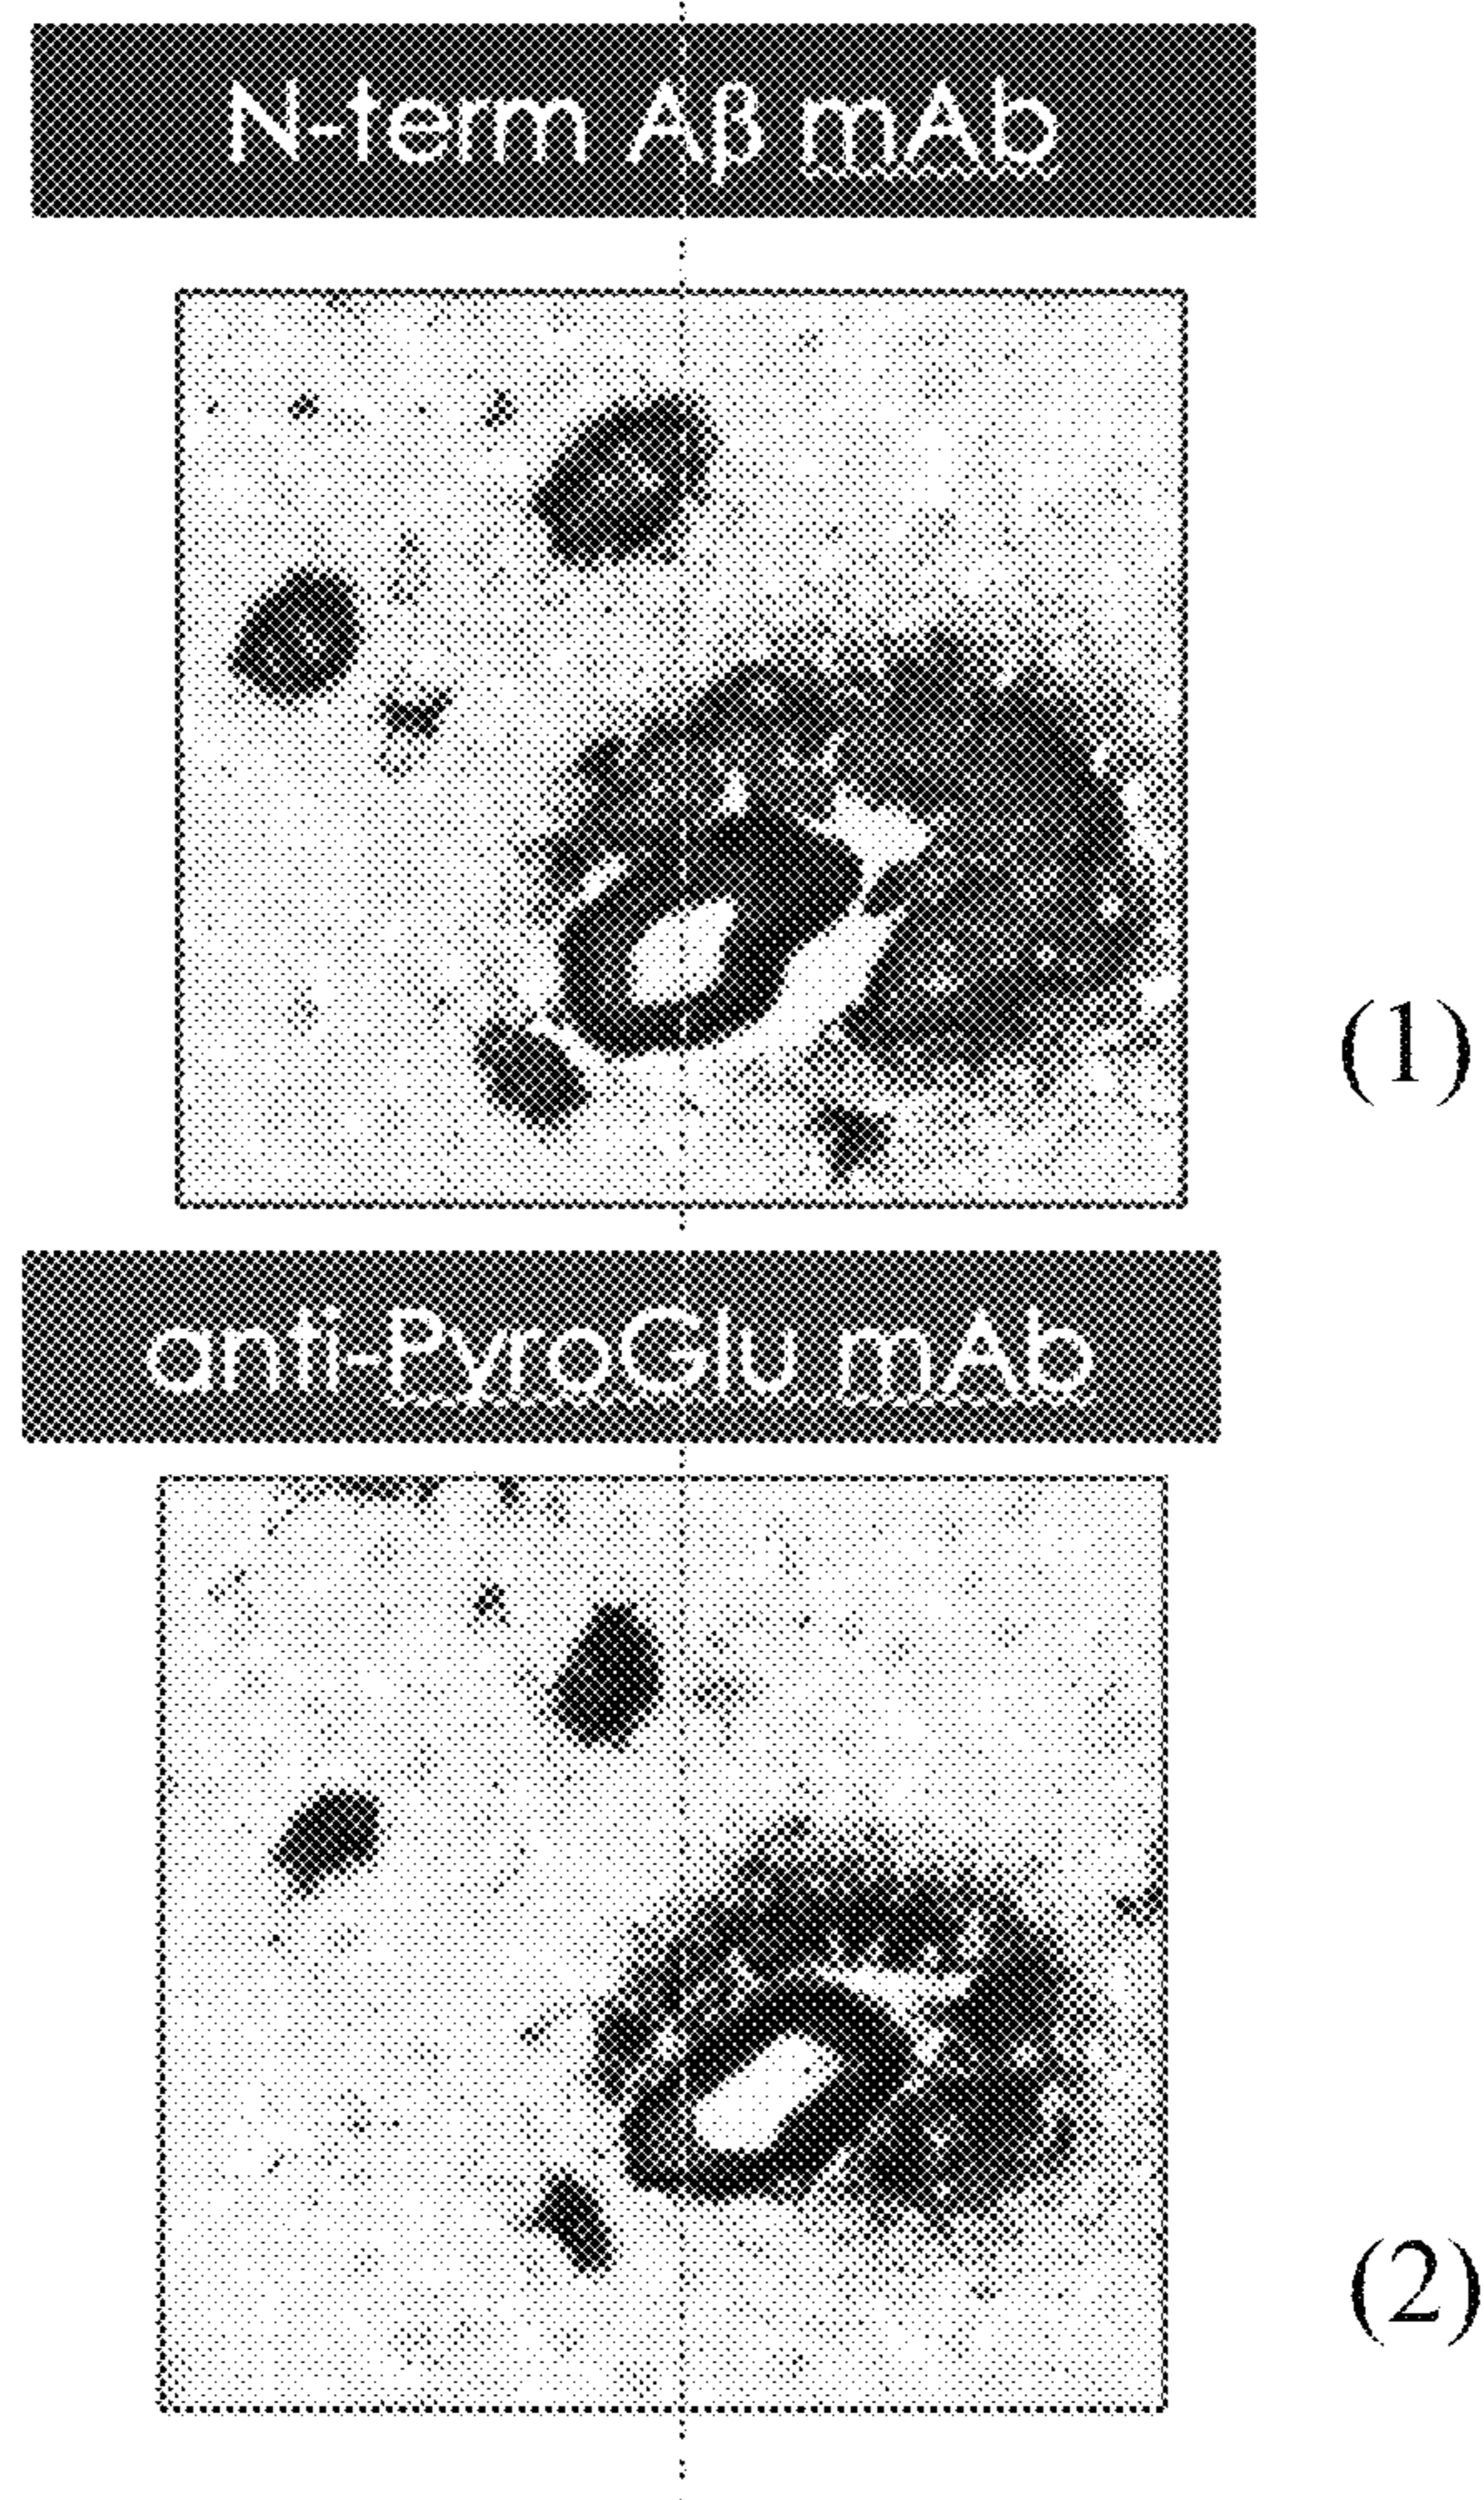 N-term Aβ mAb
(1)
anti-PyroGlu mAb
(2)